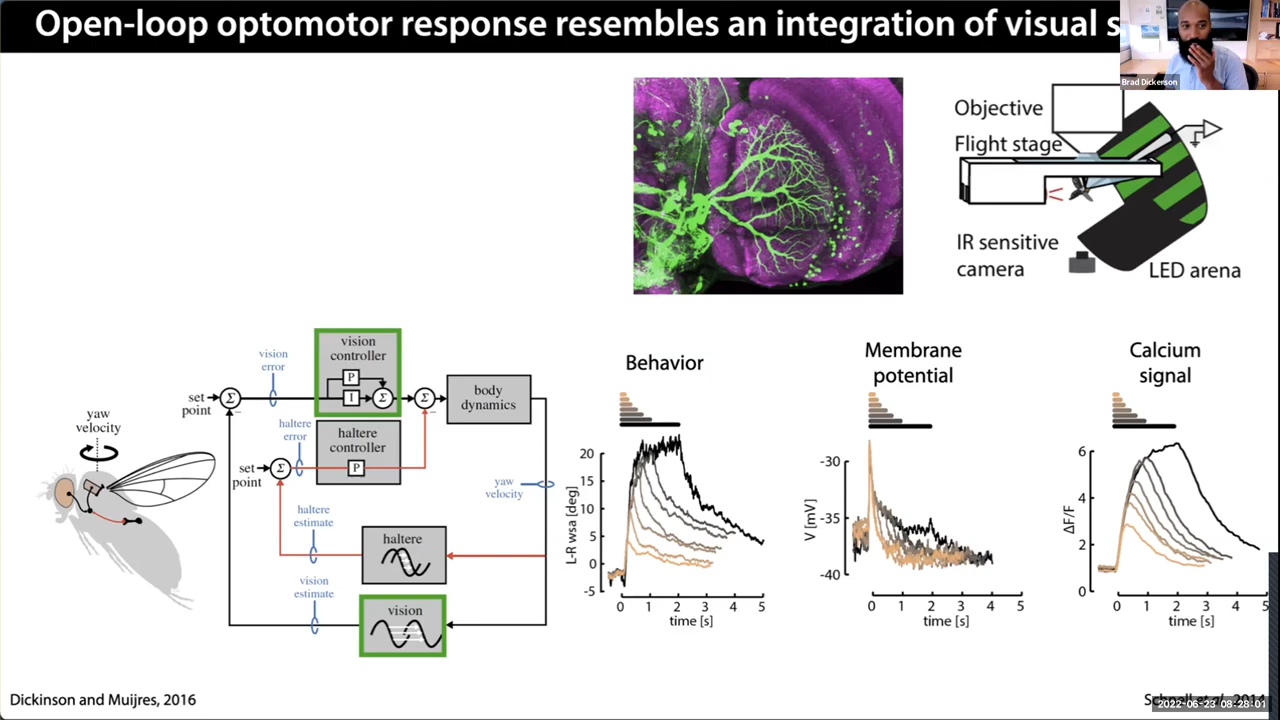 Open-loop optomotor response resembles an integration of visual s
Brad Dickerson
Objective
Flight stage
IR sensitive
camera
LED arena
vision
error
vision
controller
P
I
Σ
set
point
Σ
–
Σ
–
body
dynamics
haltere
error
haltere
controller
P
set
point
Σ
yaw
velocity
yaw
velocity
haltere
estimate
haltere
vision
estimate
vision
Behavior
L-R wsa [deg]
20
15
10
5
0
-5
0 1 2 3 4 5
time [s]
Membrane
potential
V [mV]
-30
-35
-40
0 1 2 3 4 5
time [s]
Calcium
signal
ΔF/F
6
4
2
0
0 1 2 3 4 5
time [s]
Dickinson and Muijres, 2016
2022-06-23 08:28:01